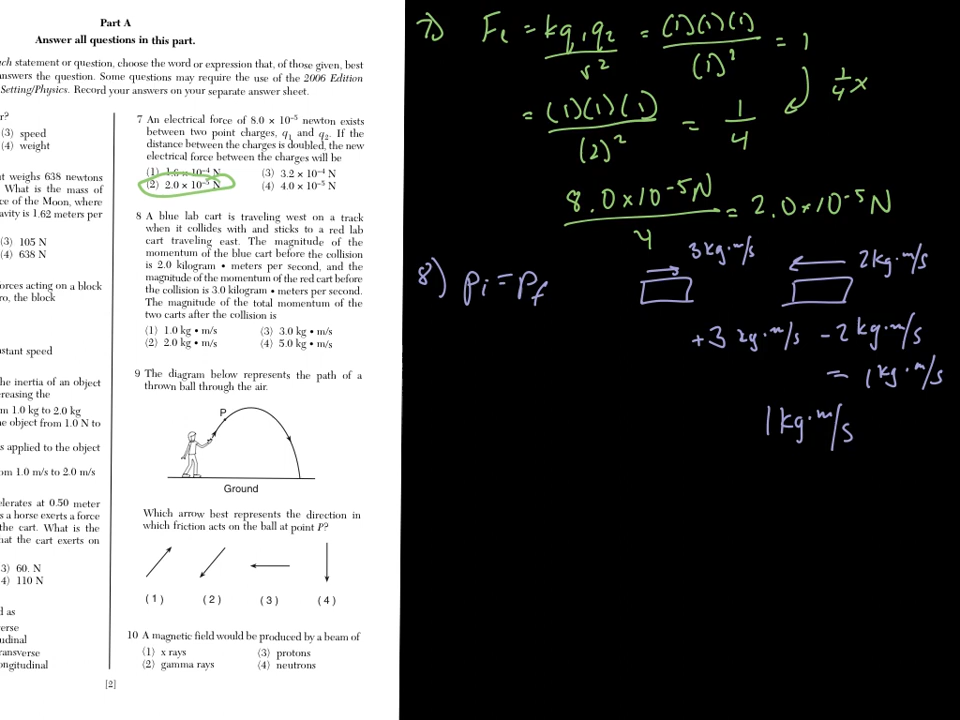 Part A
Answer all questions in this part.
ch statement or question, choose the word or expression that, of those given, best
nswers the question. Some questions may require the use of the 2006 Edition
Setting/Physics. Record your answers on your separate answer sheet.
r?
(3) speed
(4) weight
t weighs 638 newtons
What is the mass of
ce of the Moon, where
avity is 1.62 meters per
(3) 105 N
(4) 638 N
orces acting on a block
ro, the block
nstant speed
he inertia of an object
reasing the
m 1.0 kg to 2.0 kg
e object from 1.0 N to
s applied to the object
om 1.0 m/s to 2.0 m/s
elerates at 0.50 meter
s a horse exerts a force
the cart. What is the
hat the cart exerts on
3) 60. N
4) 110 N
d as
erse
udinal
ransverse
ongitudinal
7 An electrical force of 8.0 × 10⁻⁵ newton exists
between two point charges, q₁ and q₂. If the
distance between the charges is doubled, the new
electrical force between the charges will be
(1) 1.6 × 10⁻⁴ N (3) 3.2 × 10⁻⁴ N
(2) 2.0 × 10⁻⁵ N (4) 4.0 × 10⁻⁵ N
8 A blue lab cart is traveling west on a track
when it collides with and sticks to a red lab
cart traveling east. The magnitude of the
momentum of the blue cart before the collision
is 2.0 kilogram • meters per second, and the
magnitude of the momentum of the red cart before
the collision is 3.0 kilogram • meters per second.
The magnitude of the total momentum of the
two carts after the collision is
(1) 1.0 kg • m/s (3) 3.0 kg • m/s
(2) 2.0 kg • m/s (4) 5.0 kg • m/s
9 The diagram below represents the path of a
thrown ball through the air.
P
Ground
Which arrow best represents the direction in
which friction acts on the ball at point P?
(1) (2) (3) (4)
10 A magnetic field would be produced by a beam of
(1) x rays (3) protons
(2) gamma rays (4) neutrons
[2]
7) Fe = kq₁q₂/r² = (1)(1)(1)/(1)² = 1
= (1)(1)(1)/(2)² = 1/4
1/4 x
8.0×10⁻⁵N/4 = 2.0×10⁻⁵N
8) pi = pf
3kg·m/s
2kg·m/s
+3 kg·m/s - 2kg·m/s
= 1kg·m/s
1kg·m/s